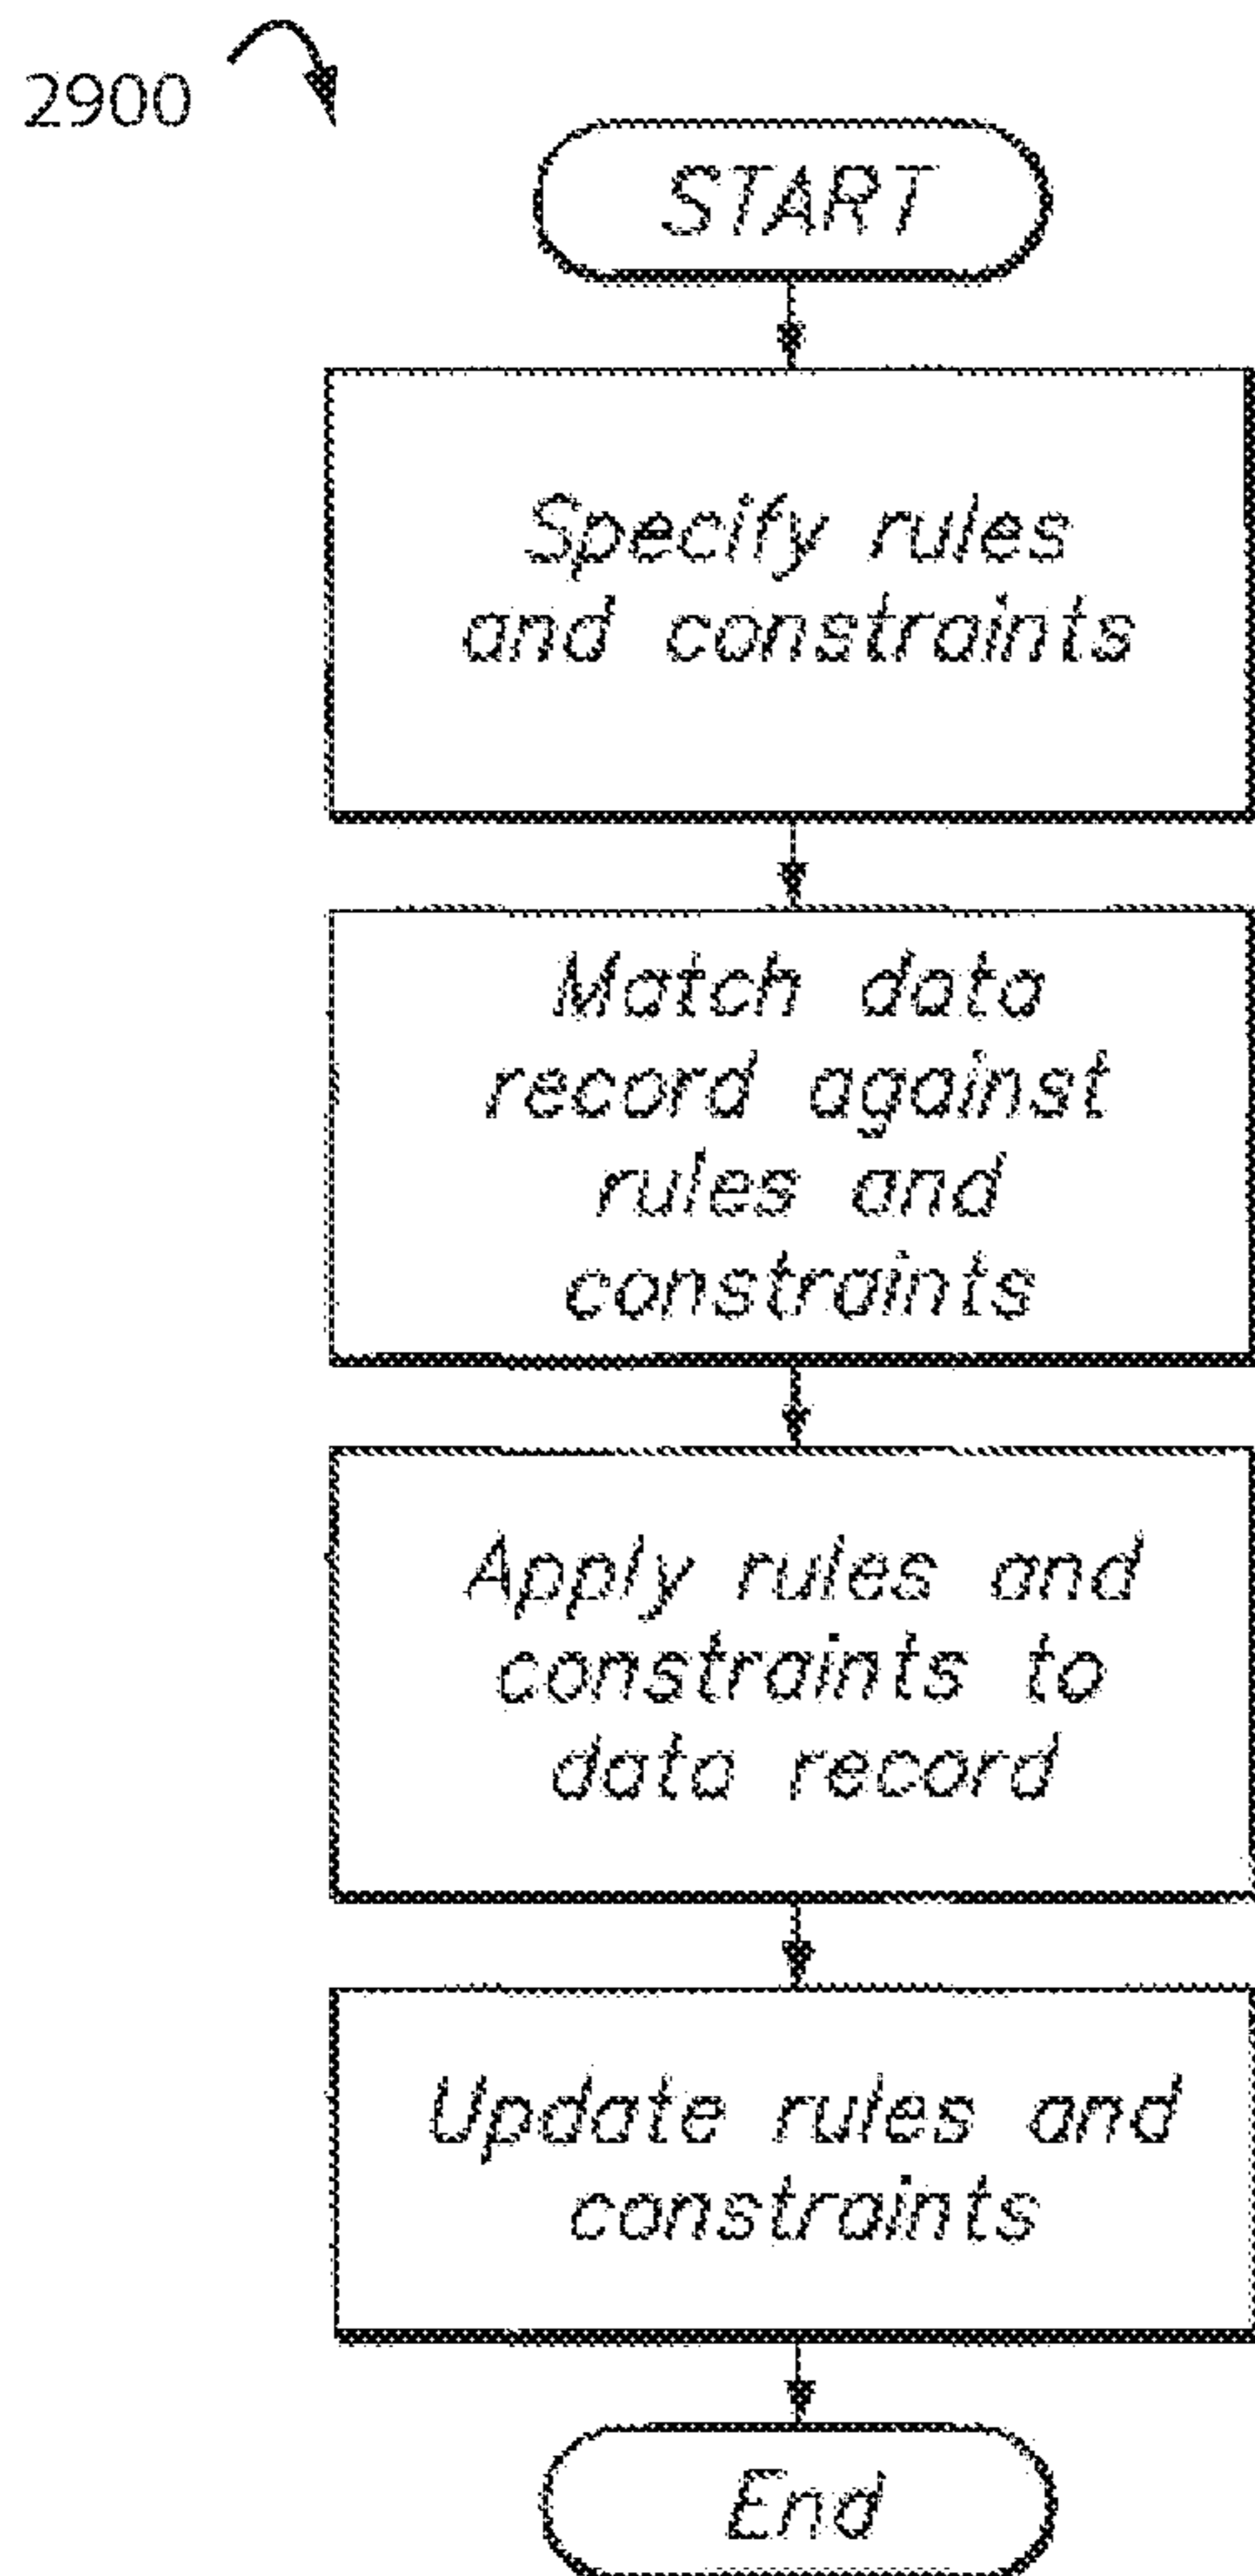 2900
START
Specify rules
and constraints
Match data
record against
rules and
constraints
Apply rules and
constraints to
data record
Update rules and
constraints
End